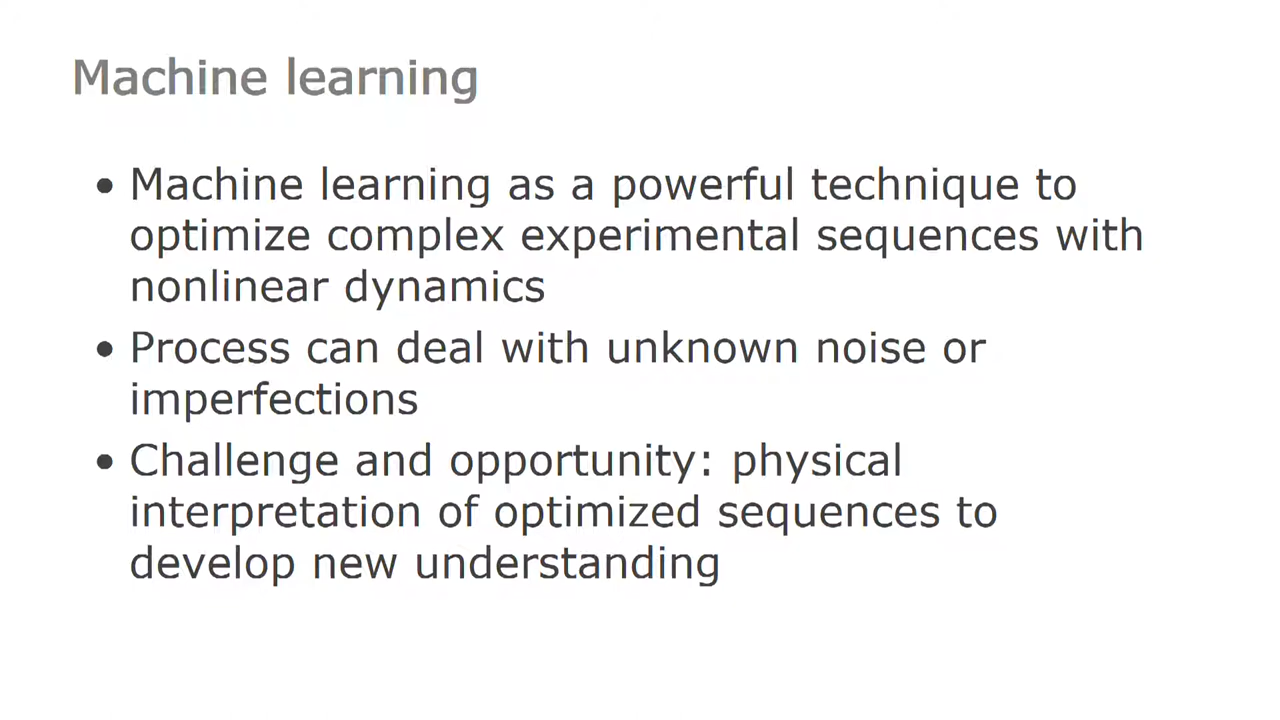 Machine learning
• Machine learning as a powerful technique to
optimize complex experimental sequences with
nonlinear dynamics
• Process can deal with unknown noise or
imperfections
• Challenge and opportunity: physical
interpretation of optimized sequences to
develop new understanding